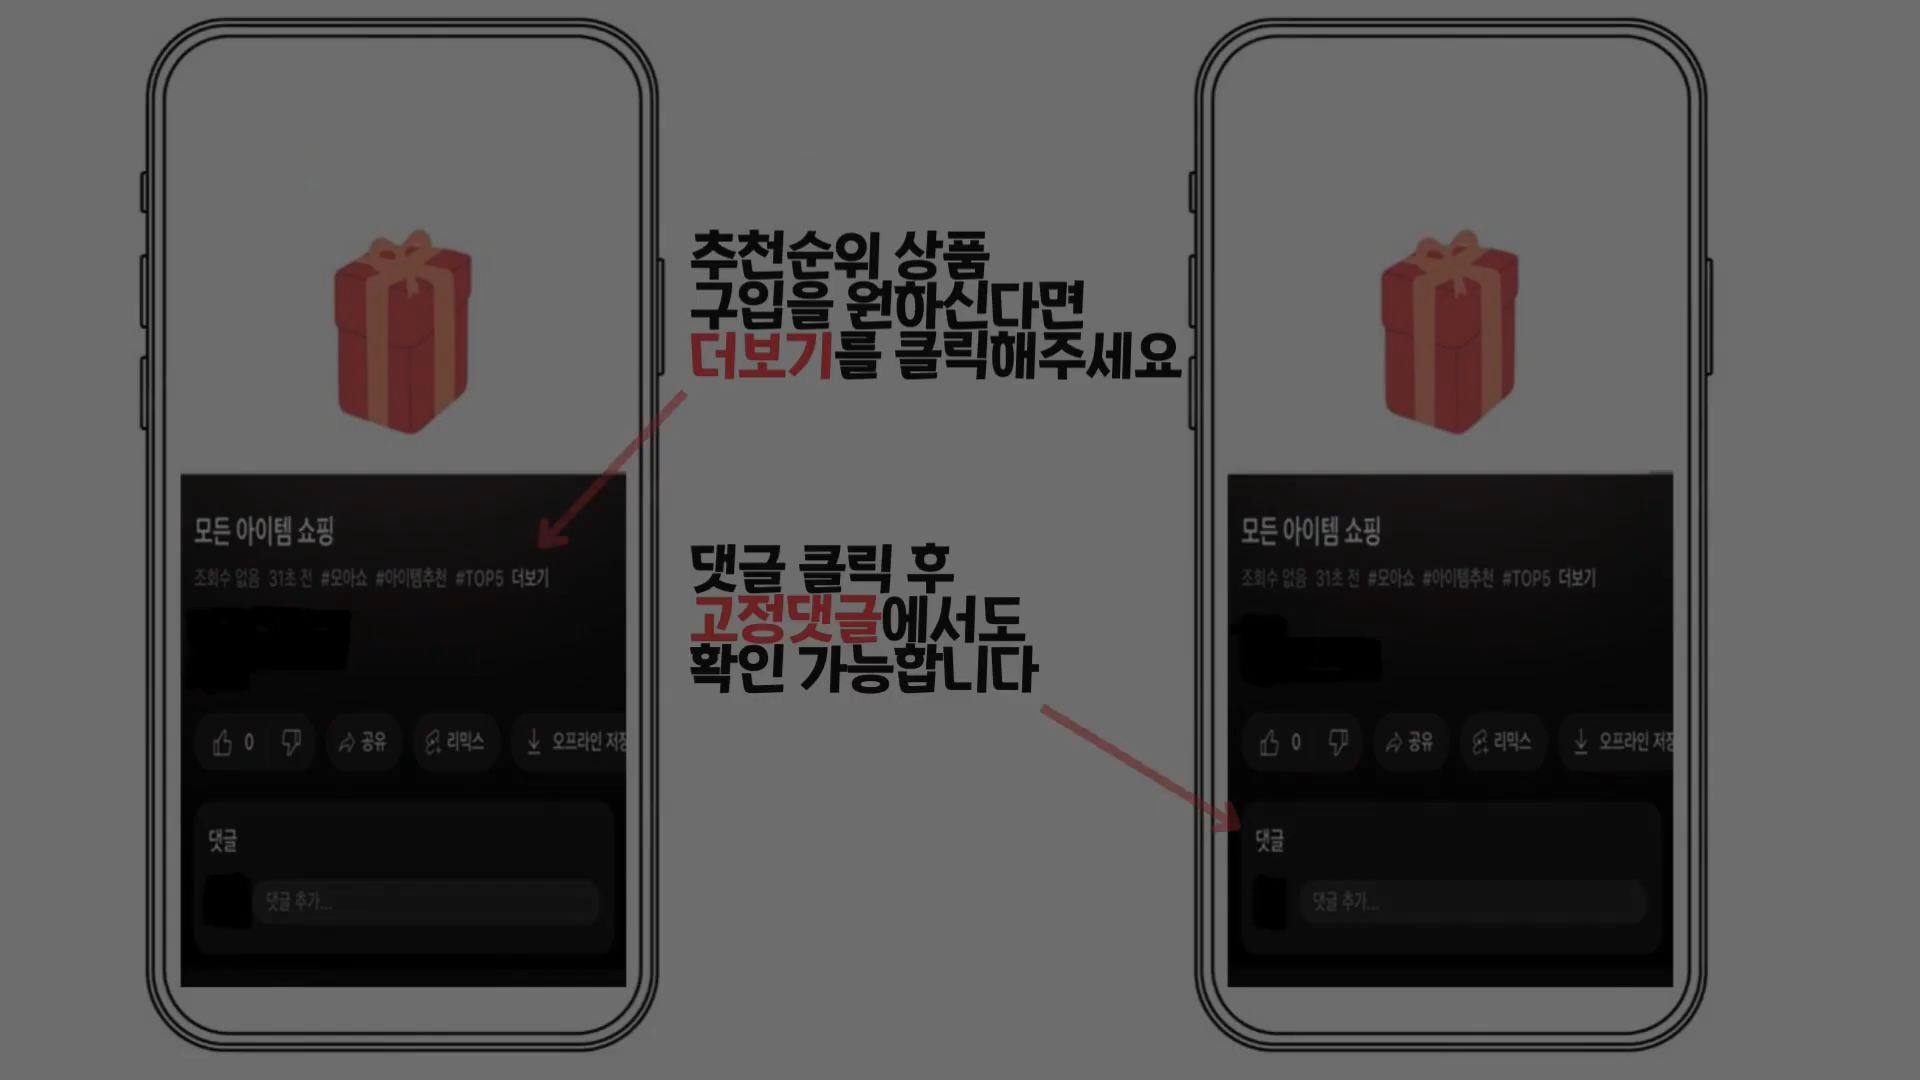 추천순위 상품
구입을 원하신다면
더보기를 클릭해주세요
댓글 클릭 후
고정댓글에서도
확인 가능합니다
모든 아이템 쇼핑
조회수 없음 31초 전 #모아쇼 #아이템추천 #TOP5 더보기
0 공유 리믹스 오프라인 저장
댓글
댓글 추가...
모든 아이템 쇼핑
조회수 없음 31초 전 #모아쇼 #아이템추천 #TOP5 더보기
0 공유 리믹스 오프라인 저장
댓글
댓글 추가...